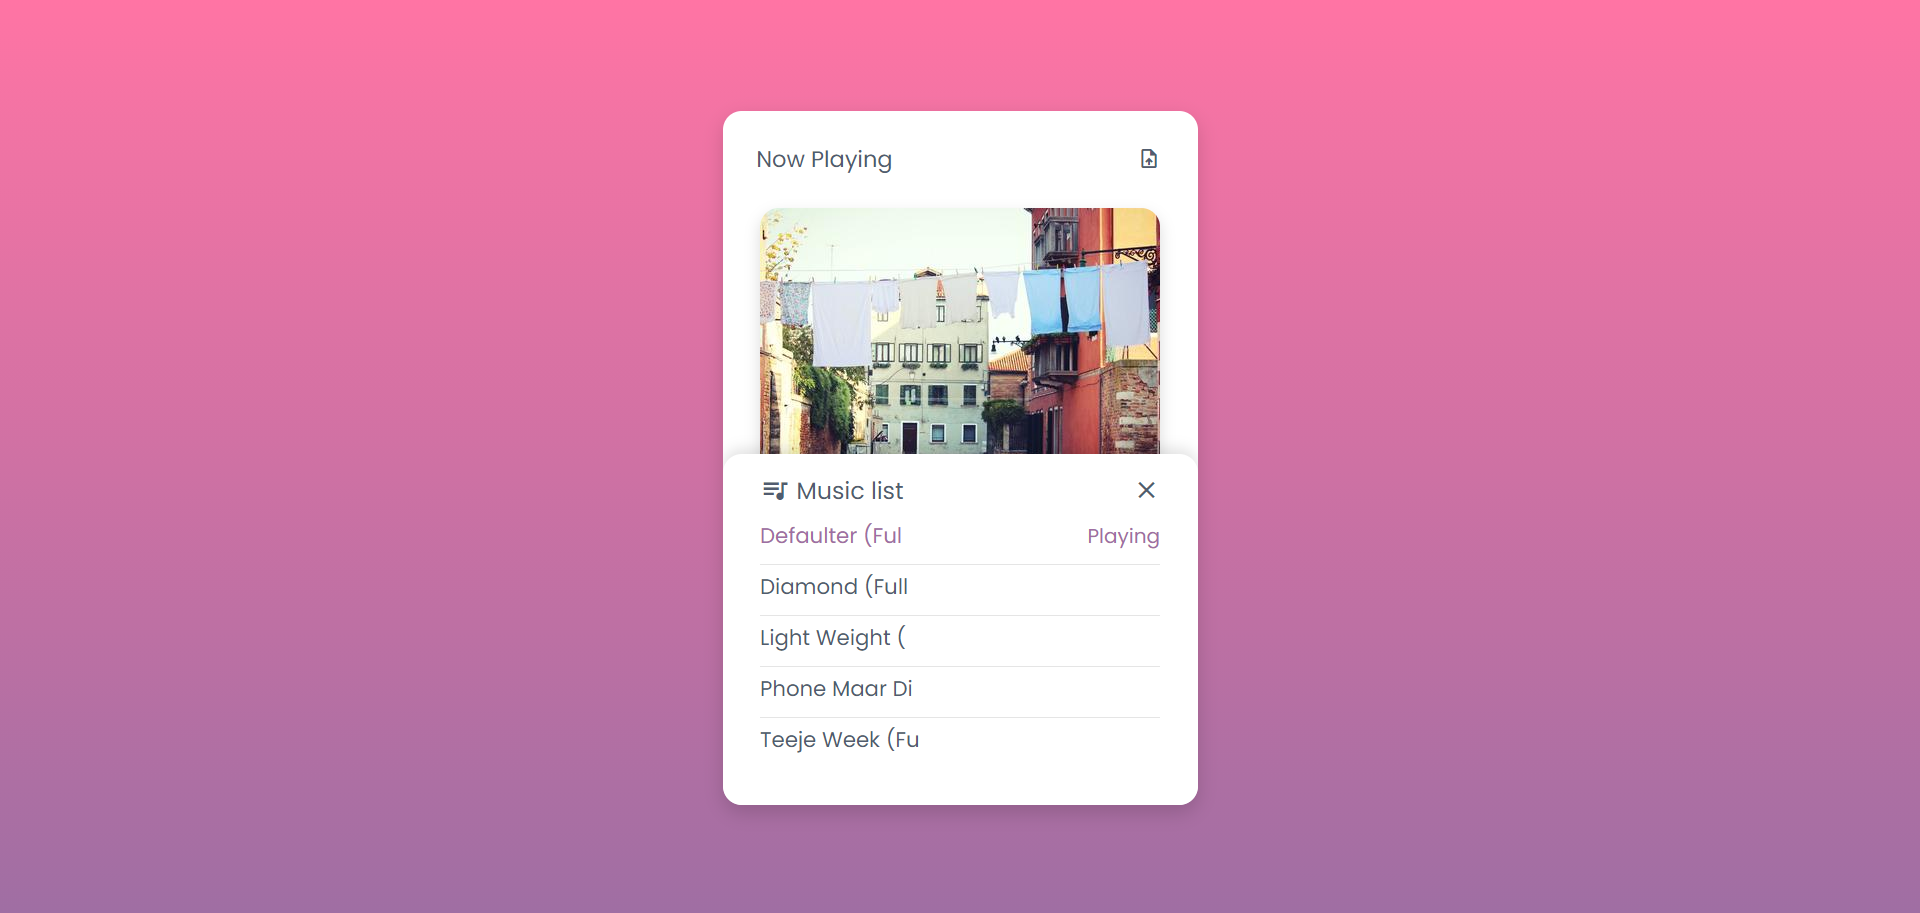 Now Playing
Music list
Defaulter (Ful Playing
Diamond (Full
Light Weight (
Phone Maar Di
Teeje Week (Fu